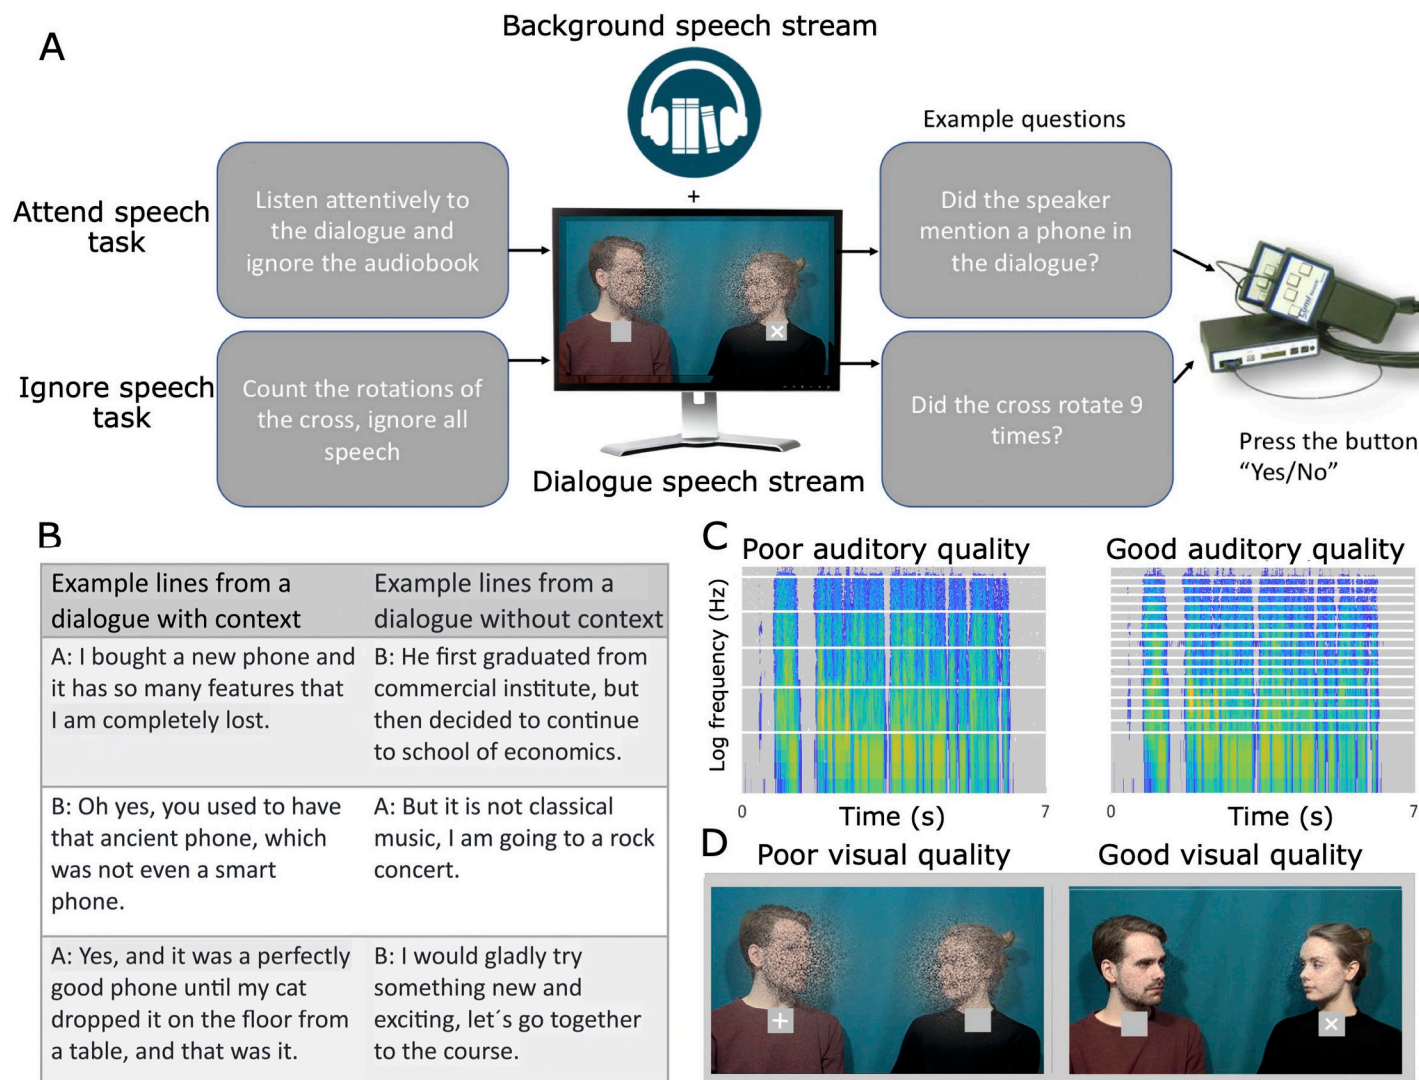 A
Background speech stream
+
Example questions
Attend speech
task
Listen attentively to
the dialogue and
ignore the audiobook
Did the speaker
mention a phone in
the dialogue?
Ignore speech
task
Count the rotations of
the cross, ignore all
speech
Did the cross rotate 9
times?
Dialogue speech stream
Press the button
“Yes/No”
B
Example lines from a
dialogue with context
Example lines from a
dialogue without context
A: I bought a new phone and
it has so many features that
I am completely lost.
B: He first graduated from
commercial institute, but
then decided to continue
to school of economics.
B: Oh yes, you used to have
that ancient phone, which
was not even a smart
phone.
A: But it is not classical
music, I am going to a rock
concert.
A: Yes, and it was a perfectly
good phone until my cat
dropped it on the floor from
a table, and that was it.
B: I would gladly try
something new and
exciting, let´s go together
to the course.
C
Poor auditory quality
Good auditory quality
Log frequency (Hz)
0
Time (s)
7
0
Time (s)
7
D
Poor visual quality
Good visual quality